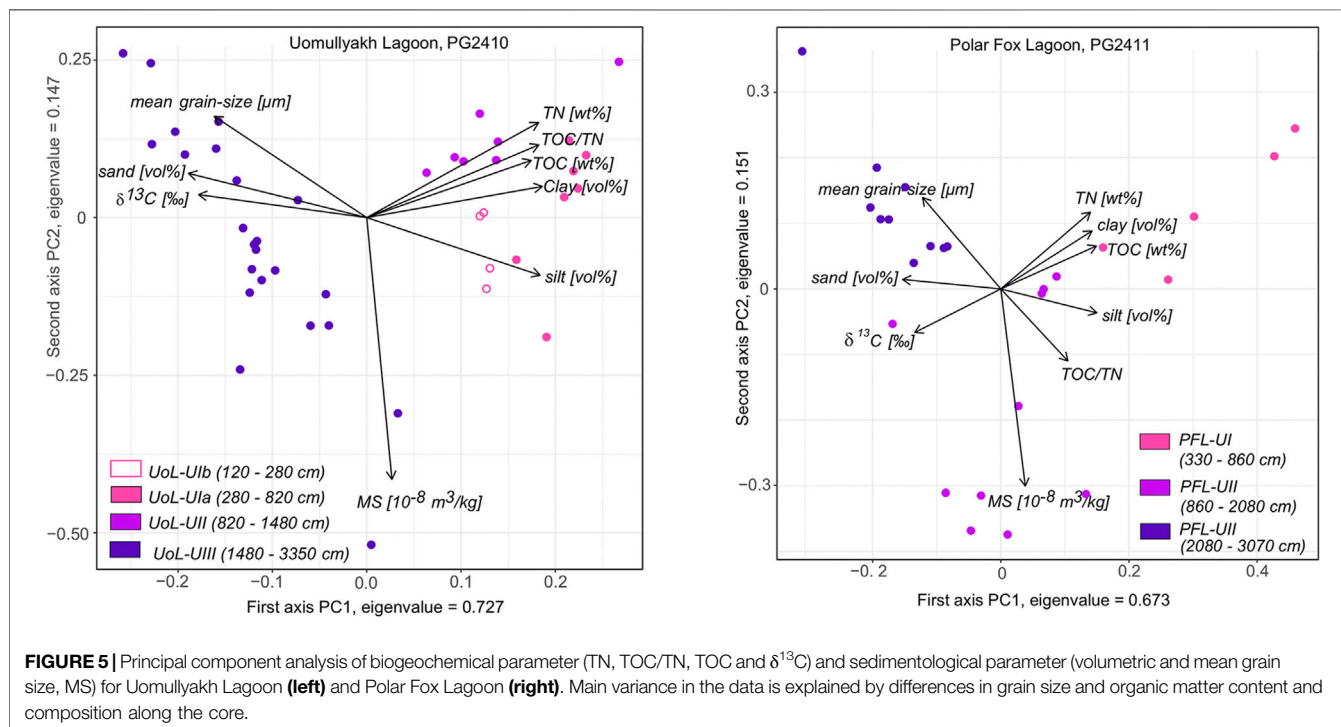 Uomullyakh Lagoon, PG2410
Second axis PC2, eigenvalue = 0.147
0.25
0
−0.25
−0.50
mean grain-size [μm]
sand [vol%]
δ¹³C [‰]
TN [wt%]
TOC/TN
TOC [wt%]
Clay [vol%]
silt [vol%]
MS [10⁻⁸ m³/kg]
UoL-UIb (120 - 280 cm)
UoL-UIa (280 - 820 cm)
UoL-UII (820 - 1480 cm)
UoL-UIII (1480 - 3350 cm)
−0.2 −0.1 0.0 0.1 0.2
First axis PC1, eigenvalue = 0.727
Polar Fox Lagoon, PG2411
Second axis PC2, eigenvalue = 0.151
0.3
0
−0.3
mean grain-size [μm]
sand [vol%]
δ¹³C [‰]
TN [wt%]
clay [vol%]
TOC [wt%]
silt [vol%]
TOC/TN
MS [10⁻⁸ m³/kg]
PFL-UI
(330 - 860 cm)
PFL-UII
(860 - 2080 cm)
PFL-UII
(2080 - 3070 cm)
−0.2 0 0.2 0.4
First axis PC1, eigenvalue = 0.673
FIGURE 5 | Principal component analysis of biogeochemical parameter (TN, TOC/TN, TOC and δ¹³C) and sedimentological parameter (volumetric and mean grain
size, MS) for Uomullyakh Lagoon (left) and Polar Fox Lagoon (right). Main variance in the data is explained by differences in grain size and organic matter content and
composition along the core.